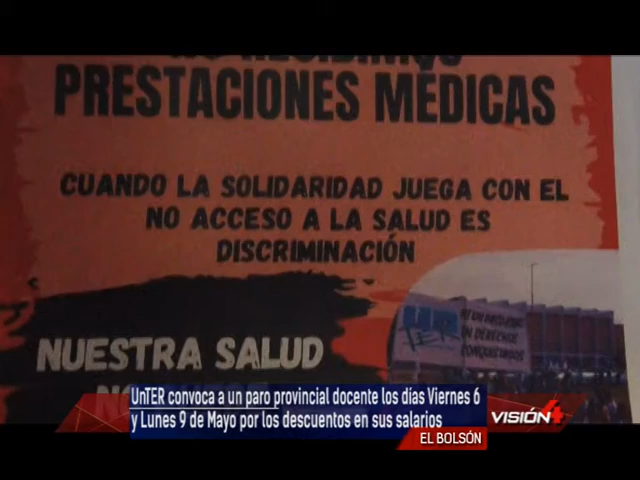 PRESTACIONES MÉDICAS
CUANDO LA SOLIDARIDAD JUEGA CON EL
NO ACCESO A LA SALUD ES
DISCRIMINACIÓN
NUESTRA SALUD
UnTER convoca a un paro provincial docente los días Viernes 6
y Lunes 9 de Mayo por los descuentos en sus salarios
VISIÓN4
EL BOLSÓN